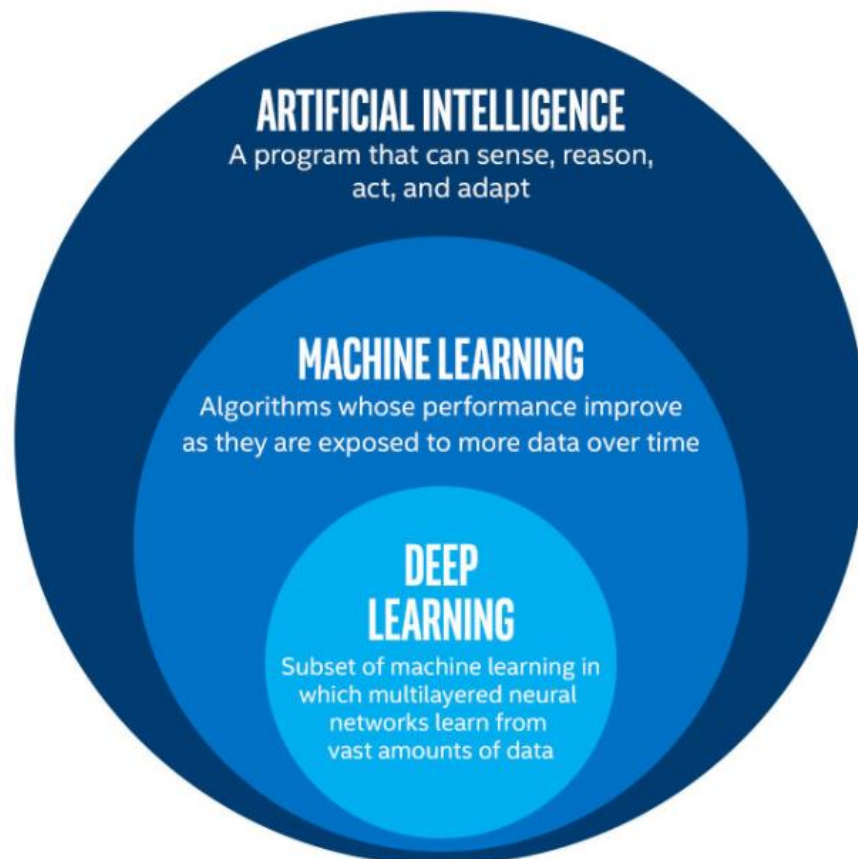 ARTIFICIAL INTELLIGENCE
A program that can sense, reason,
act, and adapt
MACHINE LEARNING
Algorithms whose performance improve
as they are exposed to more data over time
DEEP
LEARNING
Subset of machine learning in
which multilayered neural
networks learn from
vast amounts of data